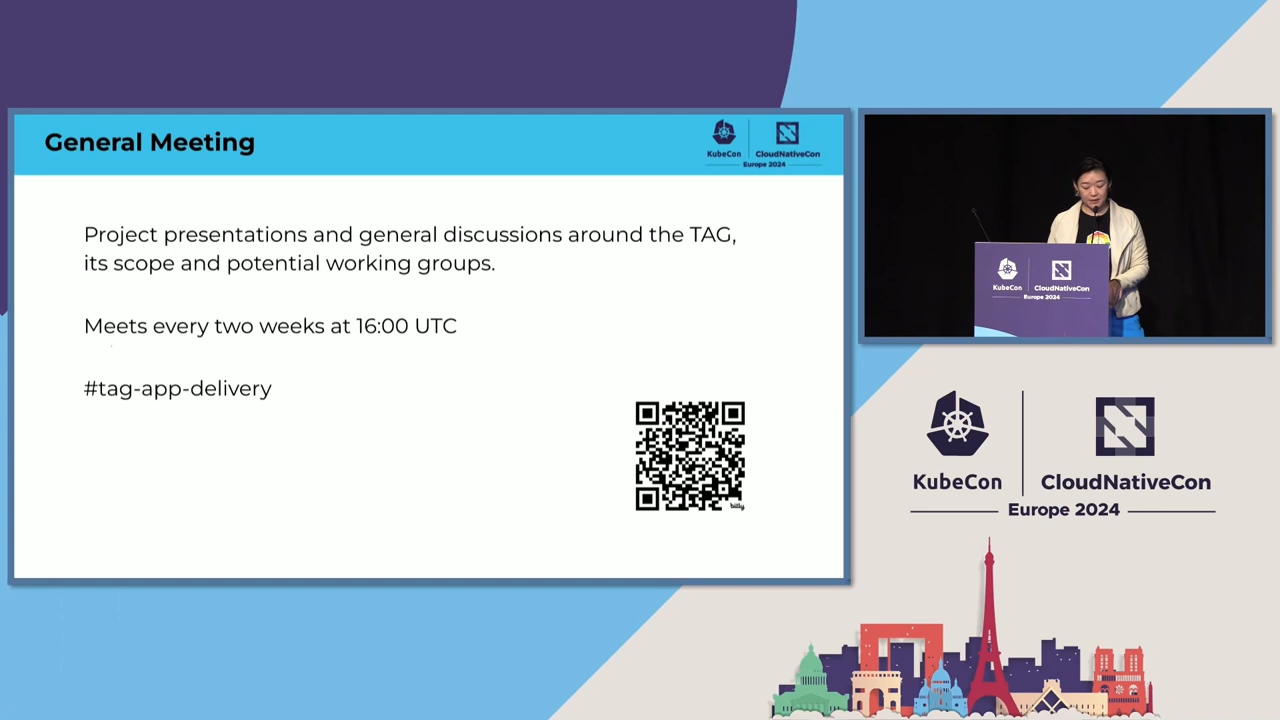 General Meeting
KubeCon
CloudNativeCon
Europe 2024
Project presentations and general discussions around the TAG,
its scope and potential working groups.
Meets every two weeks at 16:00 UTC
#tag-app-delivery
bitly
KubeCon
CloudNativeCon
Europe 2024
KubeCon
CloudNativeCon
Europe 2024